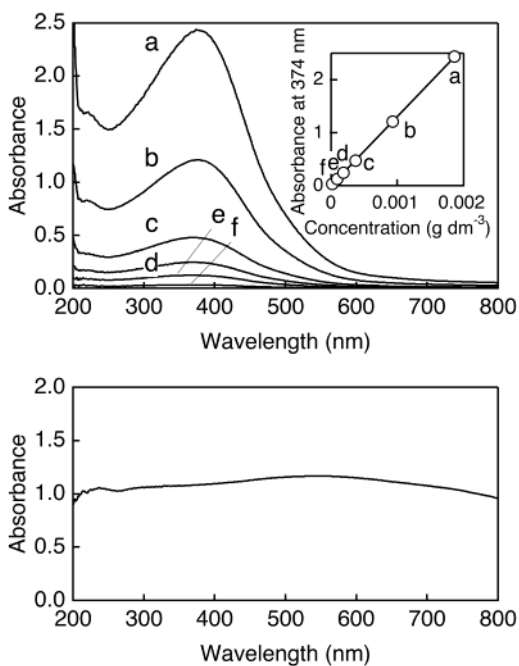 2.5
2.0
1.5
1.0
0.5
0.0
Absorbance
a
b
c
d
e
f
200 300 400 500 600 700 800
Wavelength (nm)
2
1
0
Absorbance at 374 nm
a
b
c
d
e
f
0 0.001 0.002
Concentration (g dm-3)
2.0
1.5
1.0
0.5
0.0
Absorbance
200 300 400 500 600 700 800
Wavelength (nm)